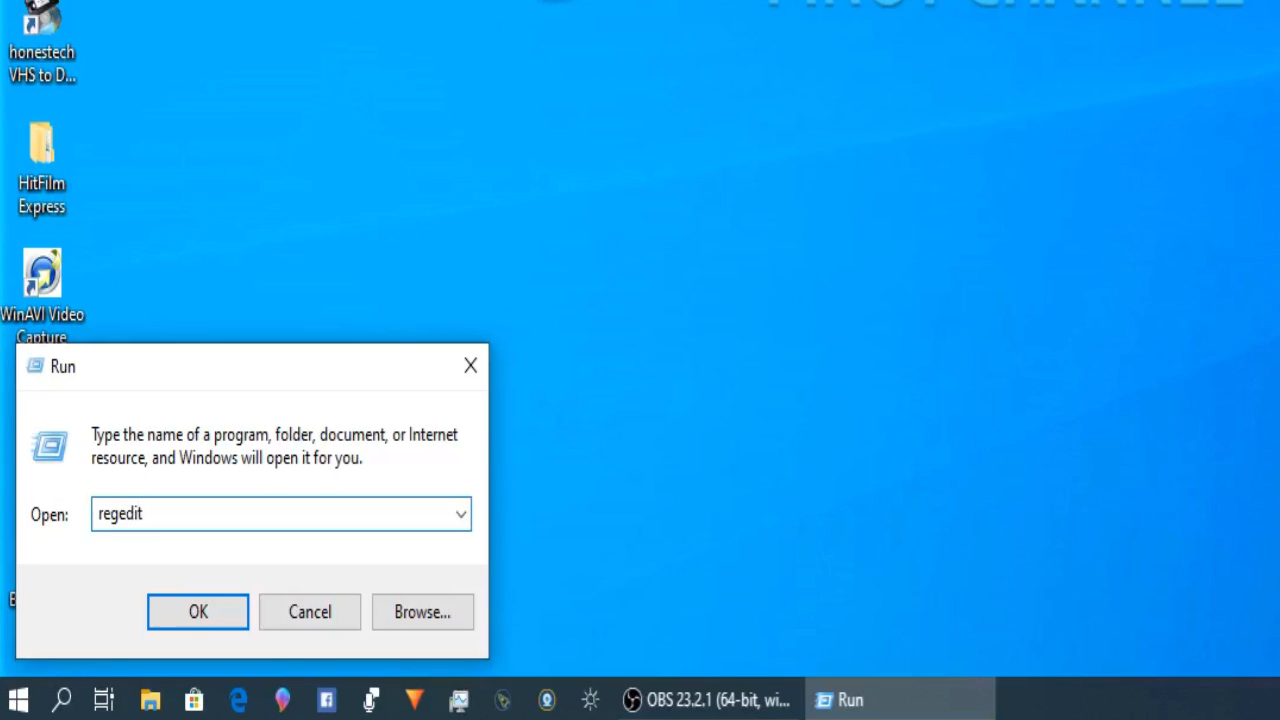 honestech
VHS to D...
HitFilm
Express
WinAVI Video
Capture
Run
Type the name of a program, folder, document, or Internet
resource, and Windows will open it for you.
Open:
regedit
OK
Cancel
Browse...
OBS 23.2.1 (64-bit, wi...
Run